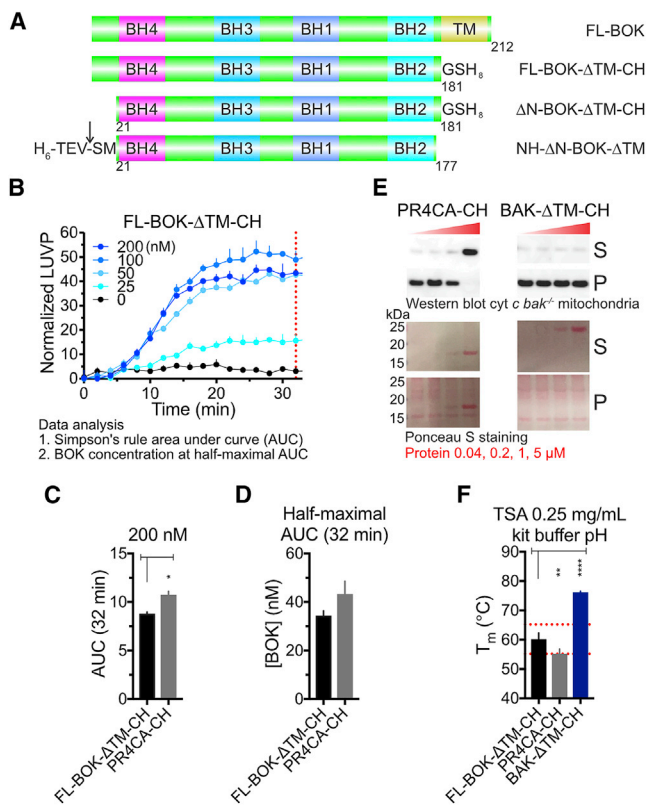 A
BH4 BH3 BH1 BH2 TM FL-BOK
212
BH4 BH3 BH1 BH2 GSH₈ FL-BOK-ΔTM-CH
181
BH4 BH3 BH1 BH2 GSH₈ ΔN-BOK-ΔTM-CH
21 181
H₆-TEV-SM BH4 BH3 BH1 BH2 NH-ΔN-BOK-ΔTM
21 177
B
FL-BOK-ΔTM-CH
Normalized LUVP
60
50
40
30
20
10
0
200 (nM)
100
50
25
0
0 10 20 30
Time (min)
Data analysis
1. Simpson's rule area under curve (AUC)
2. BOK concentration at half-maximal AUC
E
PR4CA-CH BAK-ΔTM-CH
S
P
Western blot cyt c bak⁻/⁻ mitochondria
kDa
25
20
15
S
25
20
15
P
Ponceau S staining
Protein 0.04, 0.2, 1, 5 µM
C
200 nM
AUC (32 min)
15
10
5
0
*
FL-BOK-ΔTM-CH
PR4CA-CH
D
Half-maximal
AUC (32 min)
[BOK] (nM)
60
40
20
0
FL-BOK-ΔTM-CH
PR4CA-CH
F
TSA 0.25 mg/mL
kit buffer pH
Tm (°C)
90
80
70
60
50
40
**
****
FL-BOK-ΔTM-CH
PR4CA-CH
BAK-ΔTM-CH